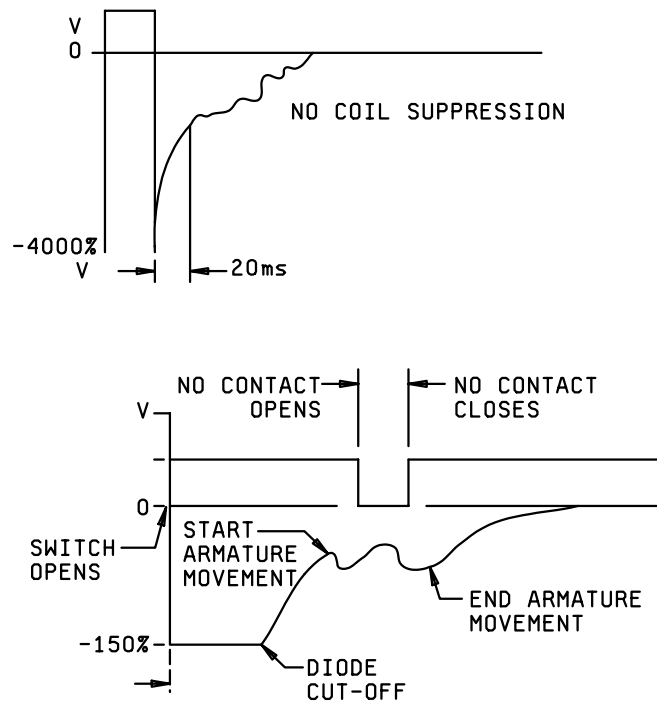 V
0
NO COIL SUPPRESSION
-4000%
V
20ms
NO CONTACT
OPENS
NO CONTACT
CLOSES
V
0
SWITCH
OPENS
START
ARMATURE
MOVEMENT
END ARMATURE
MOVEMENT
-150%
DIODE
CUT-OFF